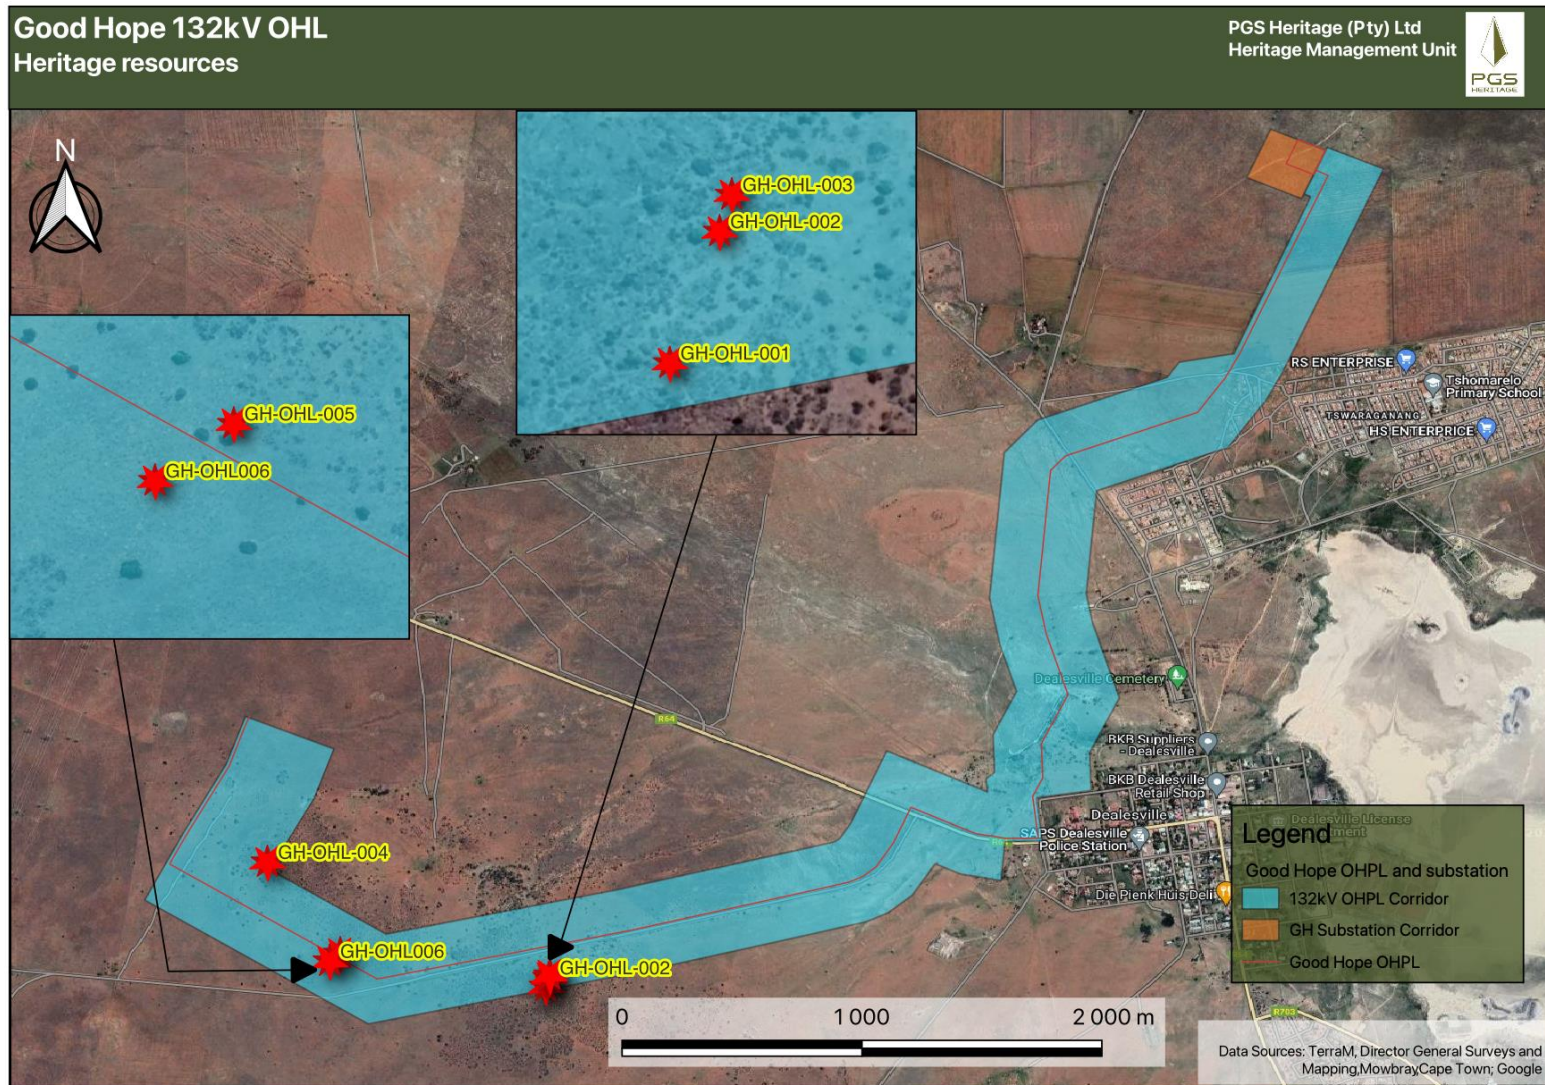 Good Hope 132kV OHL
Heritage resources
PGS Heritage (Pty) Ltd
Heritage Management Unit
PGS
HERITAGE
N
GH-OHL-003
GH-OHL-002
GH-OHL-001
GH-OHL-005
GH-OHL006
RS ENTERPRISE
Tshomarelo
Primary School
TSWARAGANANG
HS ENTERPRICE
Dealesville Cemetery
R64
BKB Suppliers
- Dealesville
BKB Dealesville
Retail Shop
Dealesville
SAPS Dealesville
Police Station
Die Pienk Huis Deli
GH-OHL-004
GH-OHL006
GH-OHL-002
Legend
Dealesville License
Good Hope OHPL and substation
132kV OHPL Corridor
GH Substation Corridor
Good Hope OHPL
0
1 000
2 000 m
R703
Data Sources: TerraM, Director General Surveys and
Mapping,Mowbray,Cape Town; Google